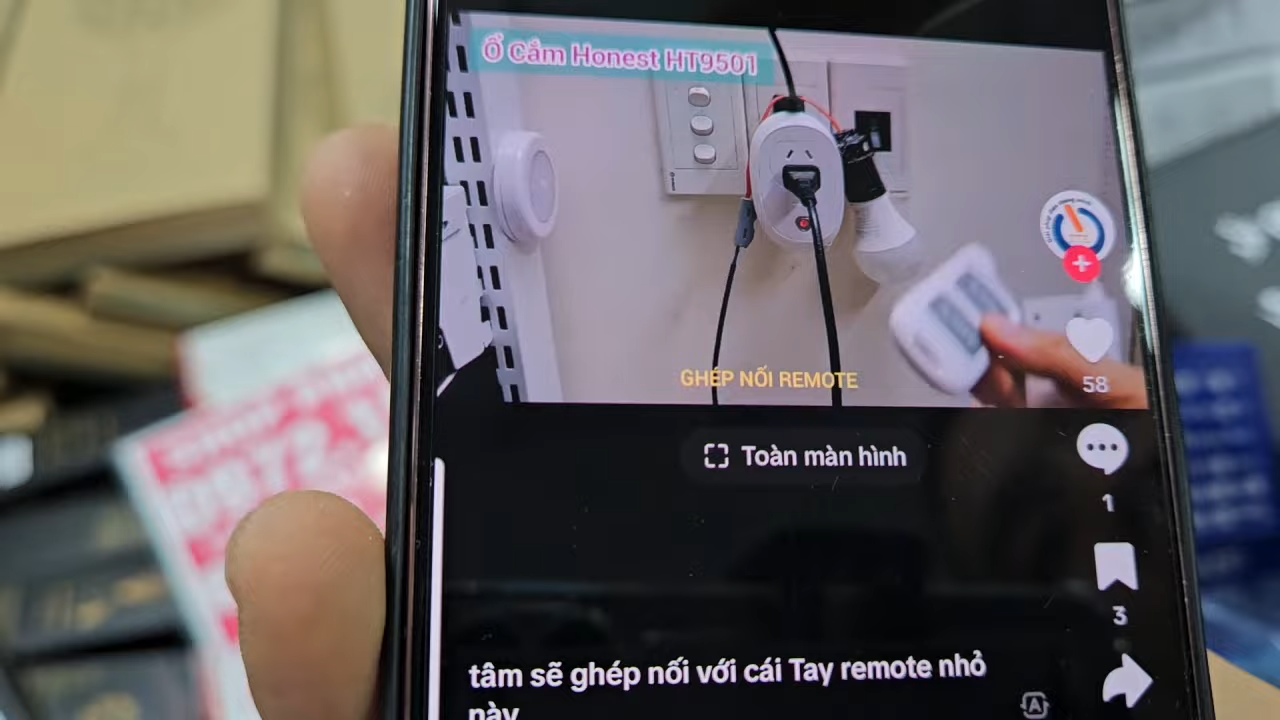 Ổ Cắm Honest HT9501
GHÉP NỐI REMOTE
58
Toàn màn hình
1
3
tâm sẽ ghép nối với cái Tay remote nhỏ
này
A